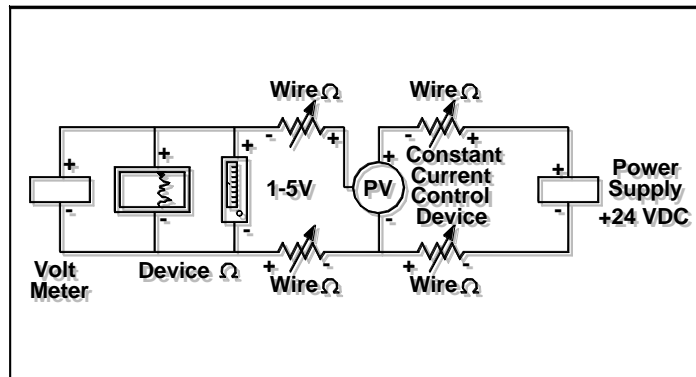 Wire Ω
Wire Ω
- + - +
+ + + +
1-5V
PV
Constant
Current
Control
Device
Power
Supply
+24 VDC
- - - -
Volt
Meter
Device Ω
+ - + -
Wire Ω
Wire Ω